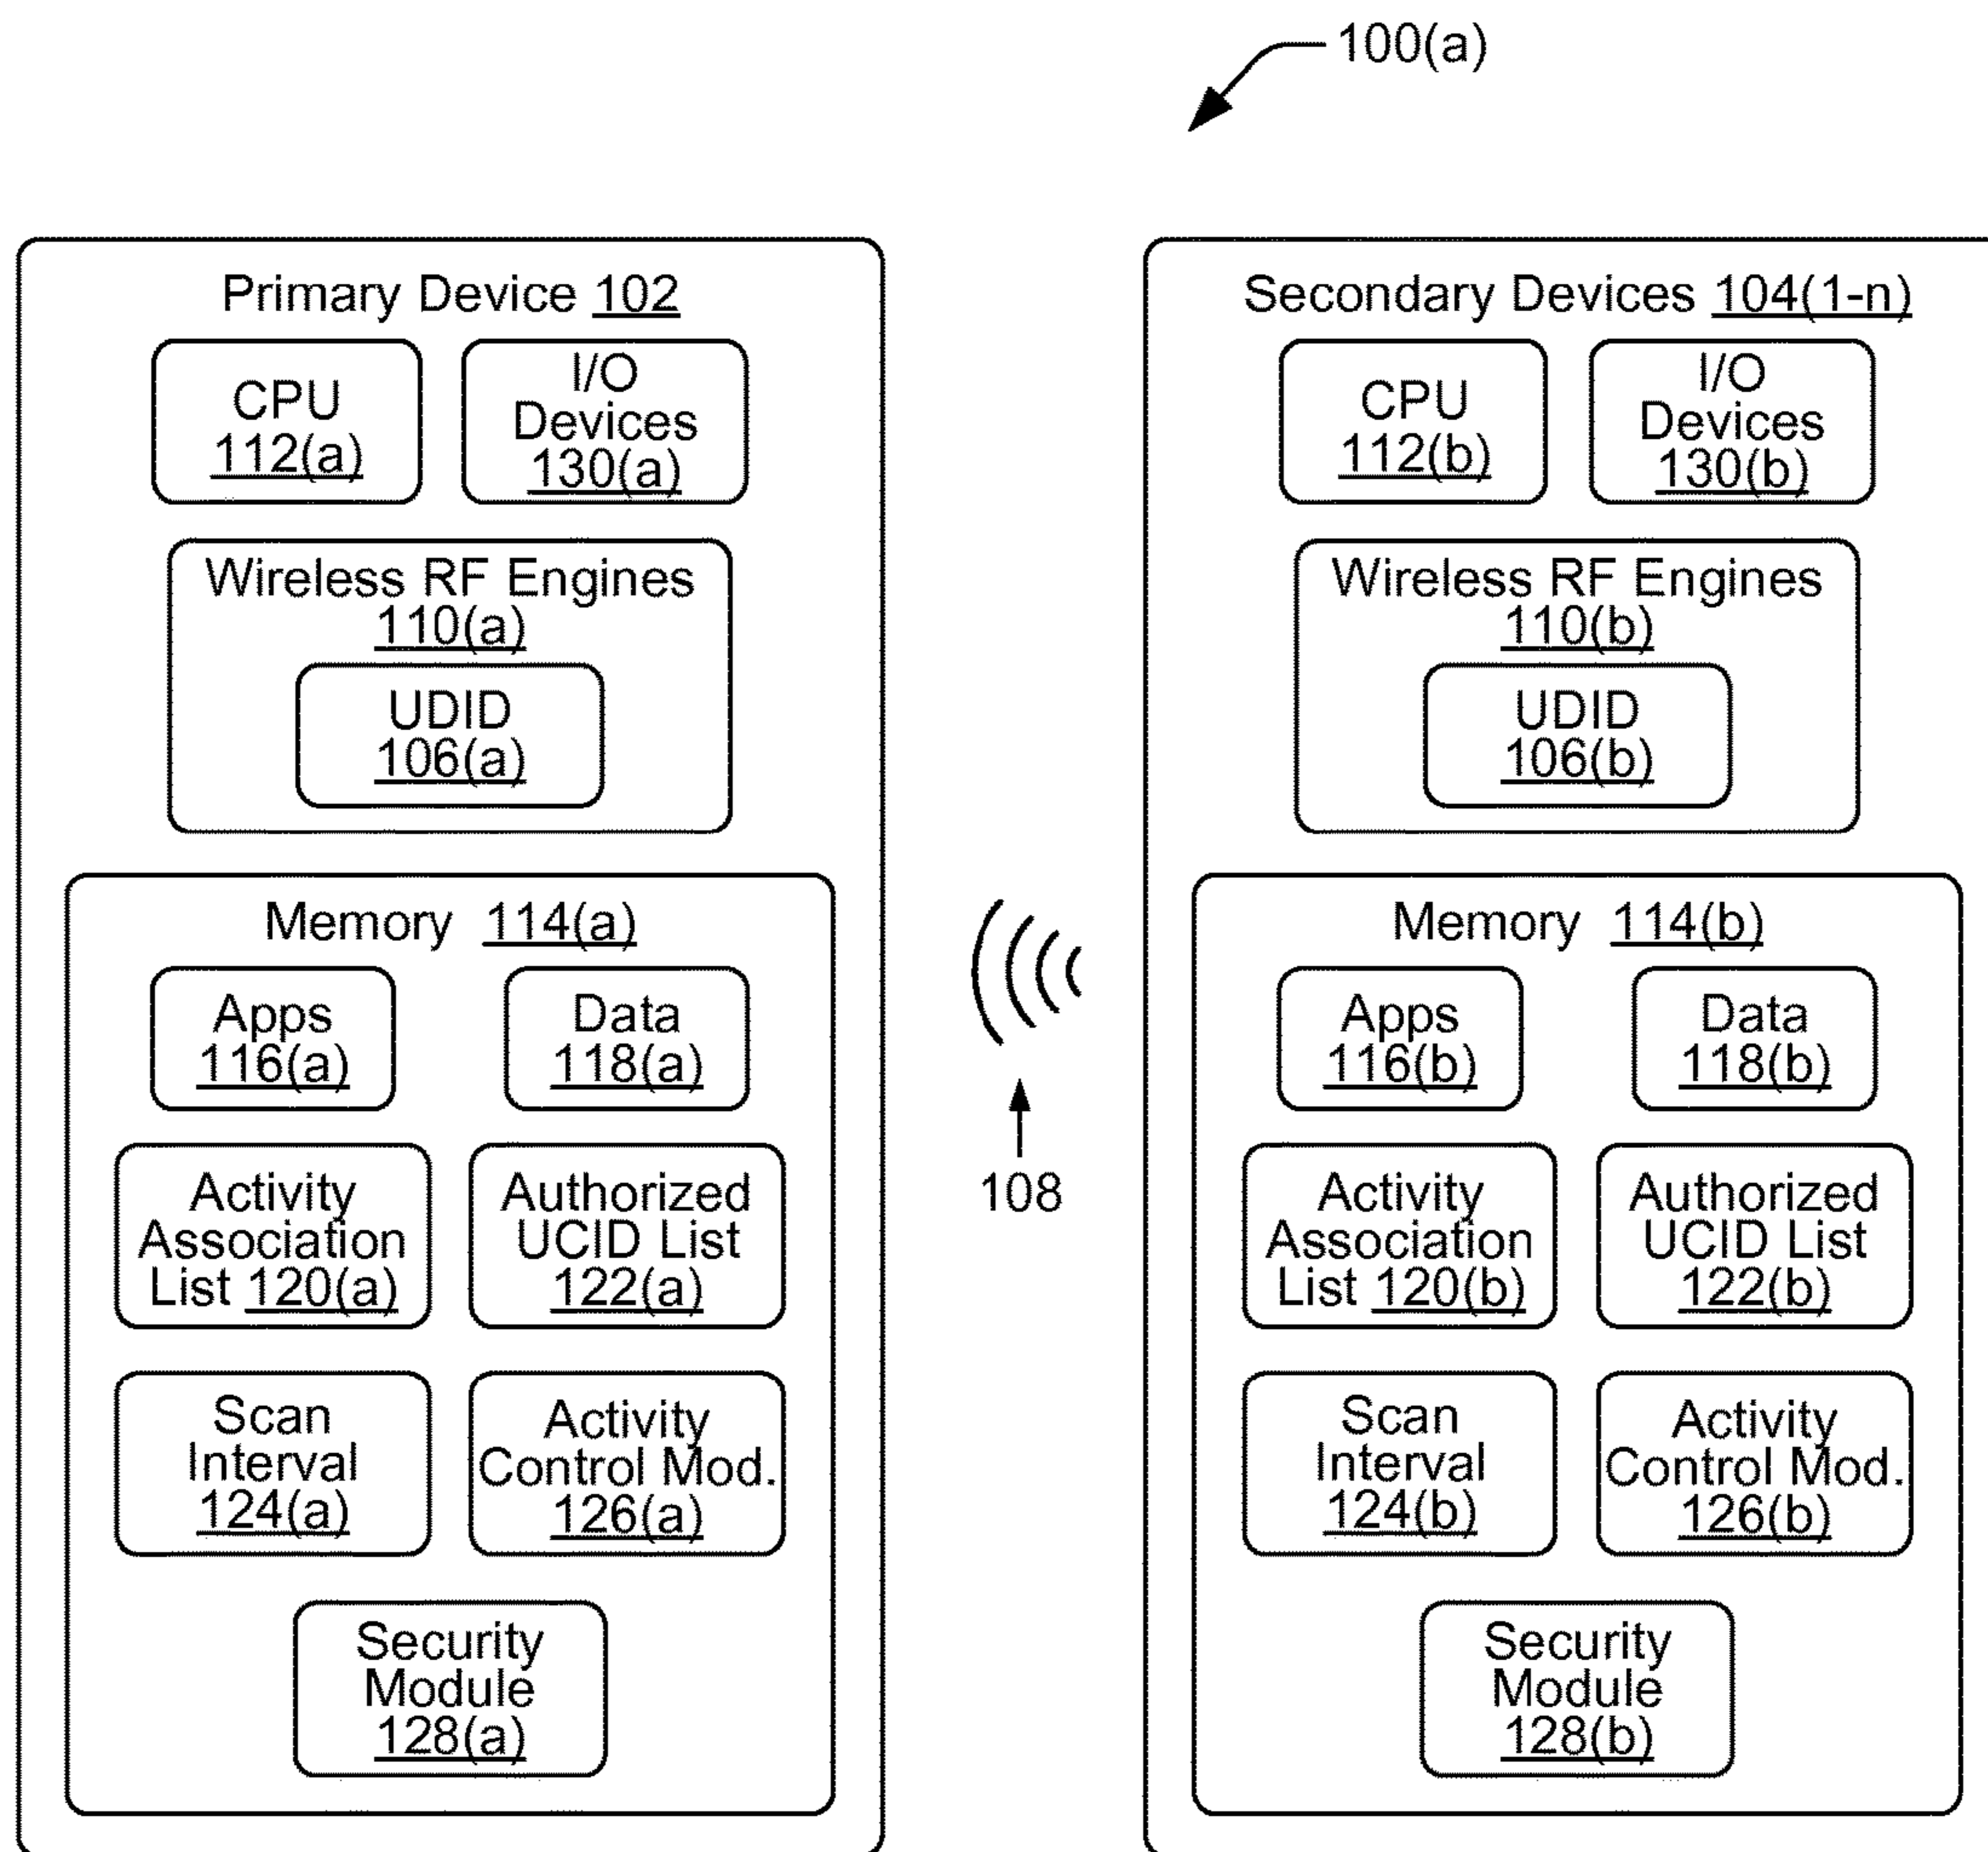 100(a)
Primary Device 102
CPU
112(a)
I/O
Devices
130(a)
Wireless RF Engines
110(a)
UDID
106(a)
Memory 114(a)
Apps
116(a)
Data
118(a)
Activity
Association
List 120(a)
Authorized
UCID List
122(a)
Scan
Interval
124(a)
Activity
Control Mod.
126(a)
Security
Module
128(a)
108
Secondary Devices 104(1-n)
CPU
112(b)
I/O
Devices
130(b)
Wireless RF Engines
110(b)
UDID
106(b)
Memory 114(b)
Apps
116(b)
Data
118(b)
Activity
Association
List 120(b)
Authorized
UCID List
122(b)
Scan
Interval
124(b)
Activity
Control Mod.
126(b)
Security
Module
128(b)